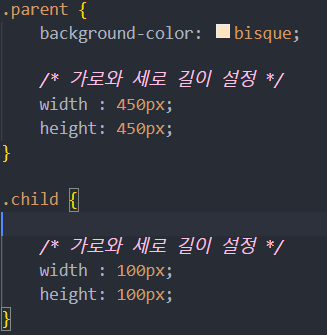 .parent {
    background-color: bisque;

    /* 가로와 세로 길이 설정 */
    width : 450px;
    height: 450px;
}

.child {

    /* 가로와 세로 길이 설정 */
    width : 100px;
    height: 100px;
}